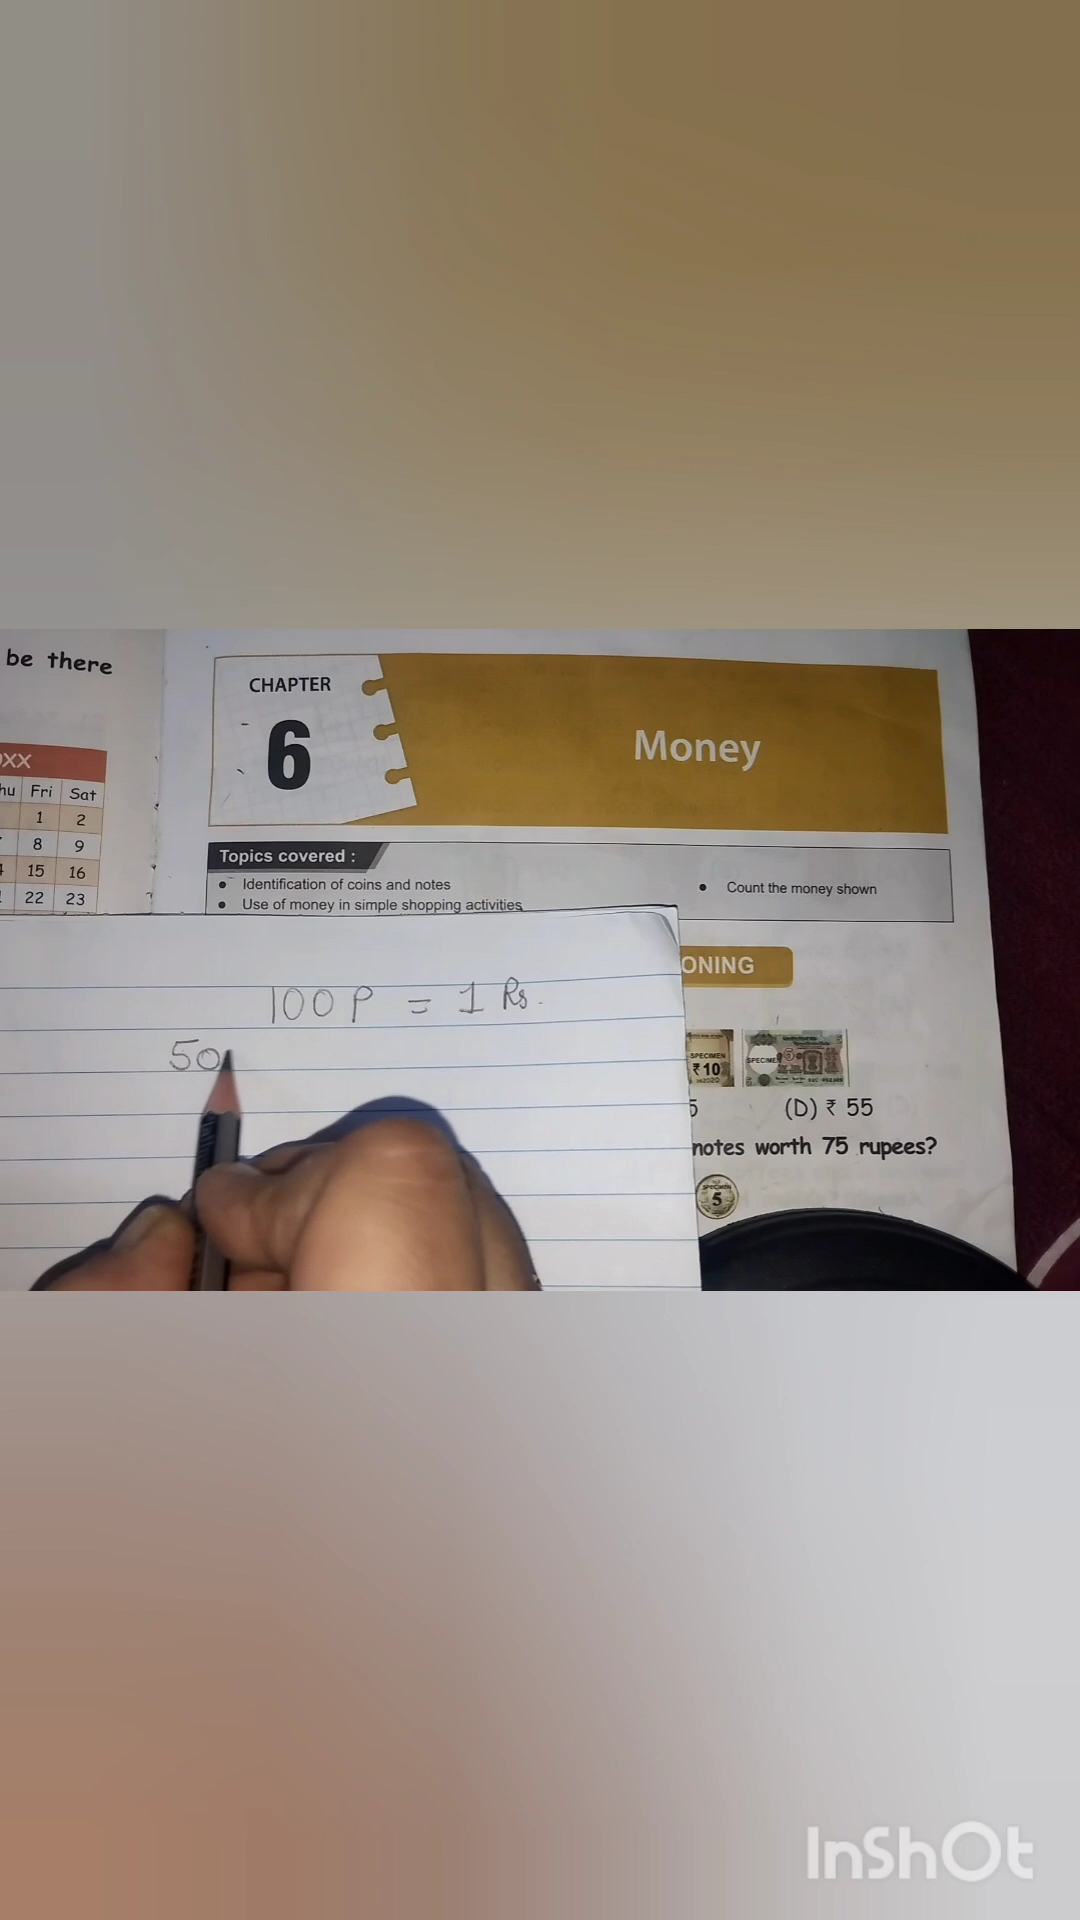 be there
CHAPTER
6
Money
Fri Sat
1 2
8 9
15 16
22 23
Topics covered :
• Identification of coins and notes
• Use of money in simple shopping activities
• Count the money shown
ONING
100 P = 1 Rs.
50
SPECIMEN
₹10
SPECIMEN
(D) ₹ 55
notes worth 75 rupees?
SPECIMEN
5
InShOt